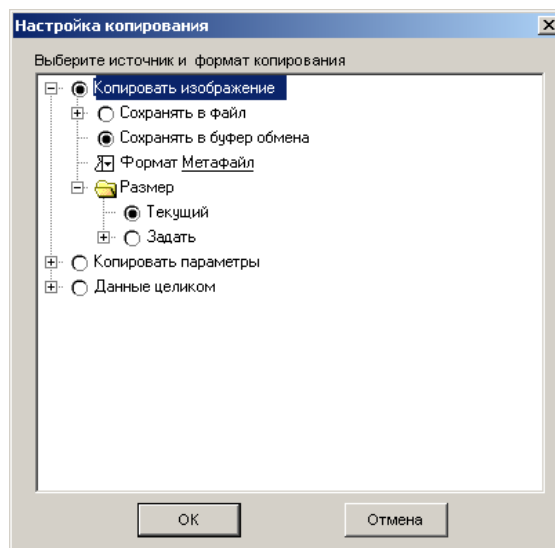 Настройка копирования
Выберите источник и формат копирования
Копировать изображение
Сохранять в файл
Сохранять в буфер обмена
Формат Метафайл
Размер
Текущий
Задать
Копировать параметры
Данные целиком
OK
Отмена